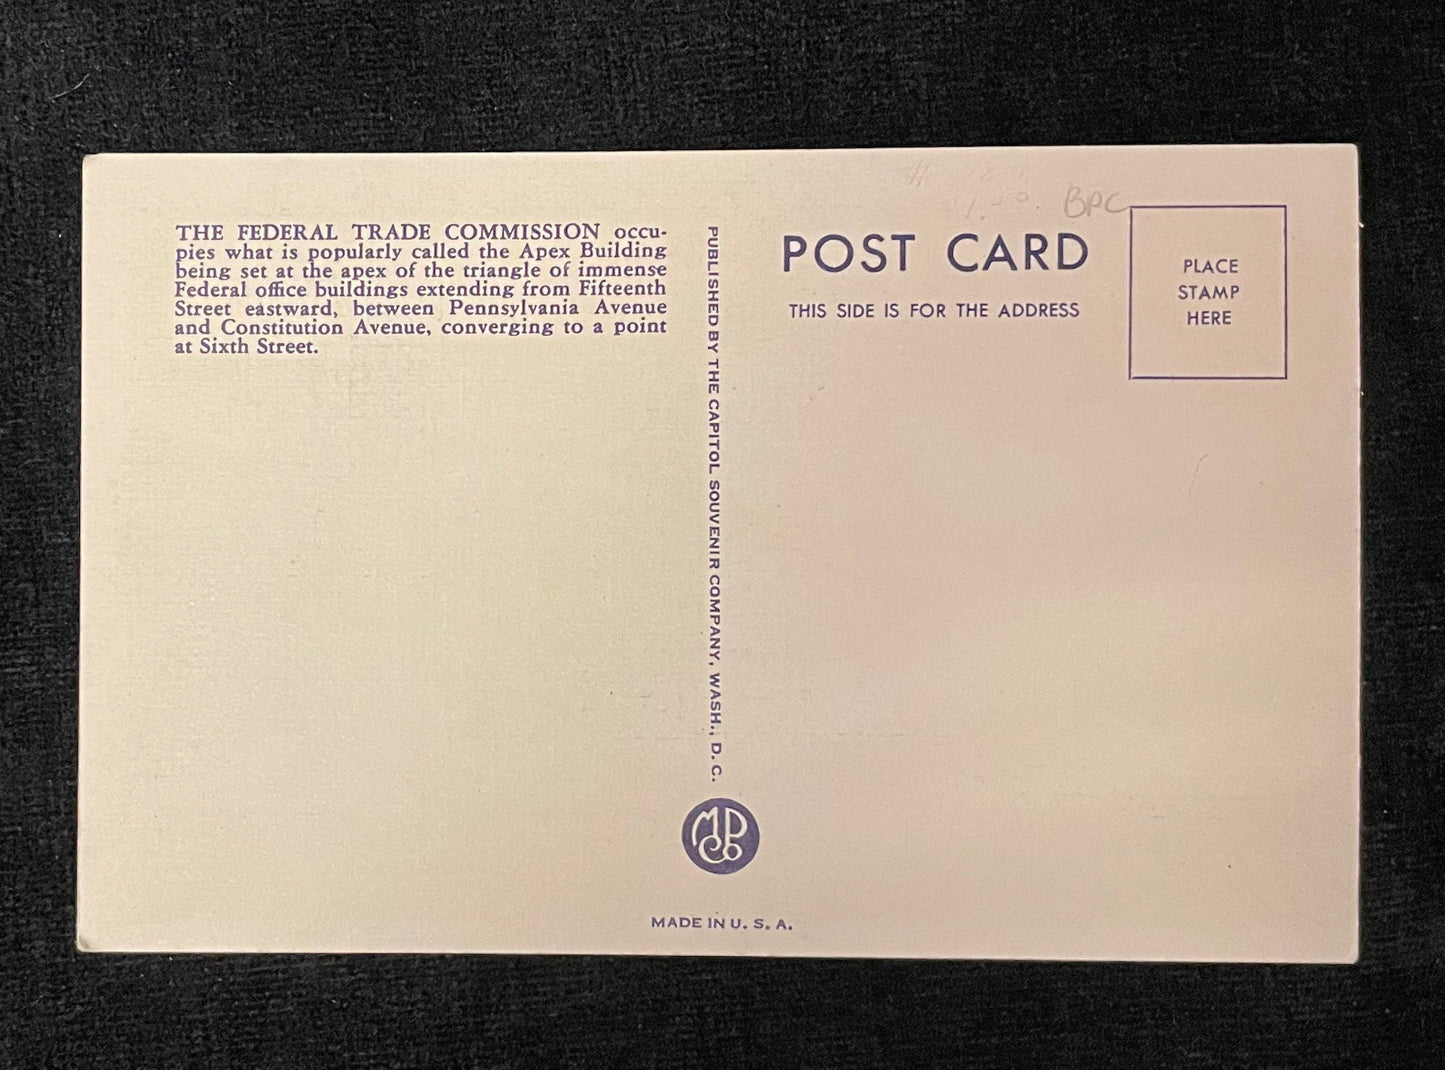 THE FEDERAL TRADE COMMISSION occu-
pies what is popularly called the Apex Building
being set at the apex of the triangle of immense
Federal office buildings extending from Fifteenth
Street eastward, between Pennsylvania Avenue
and Constitution Avenue, converging to a point
at Sixth Street.
PUBLISHED BY THE CAPITOL SOUVENIR COMPANY, WASH., D. C.
BPC
POST CARD
THIS SIDE IS FOR THE ADDRESS
PLACE
STAMP
HERE
MPCo
MADE IN U. S. A.